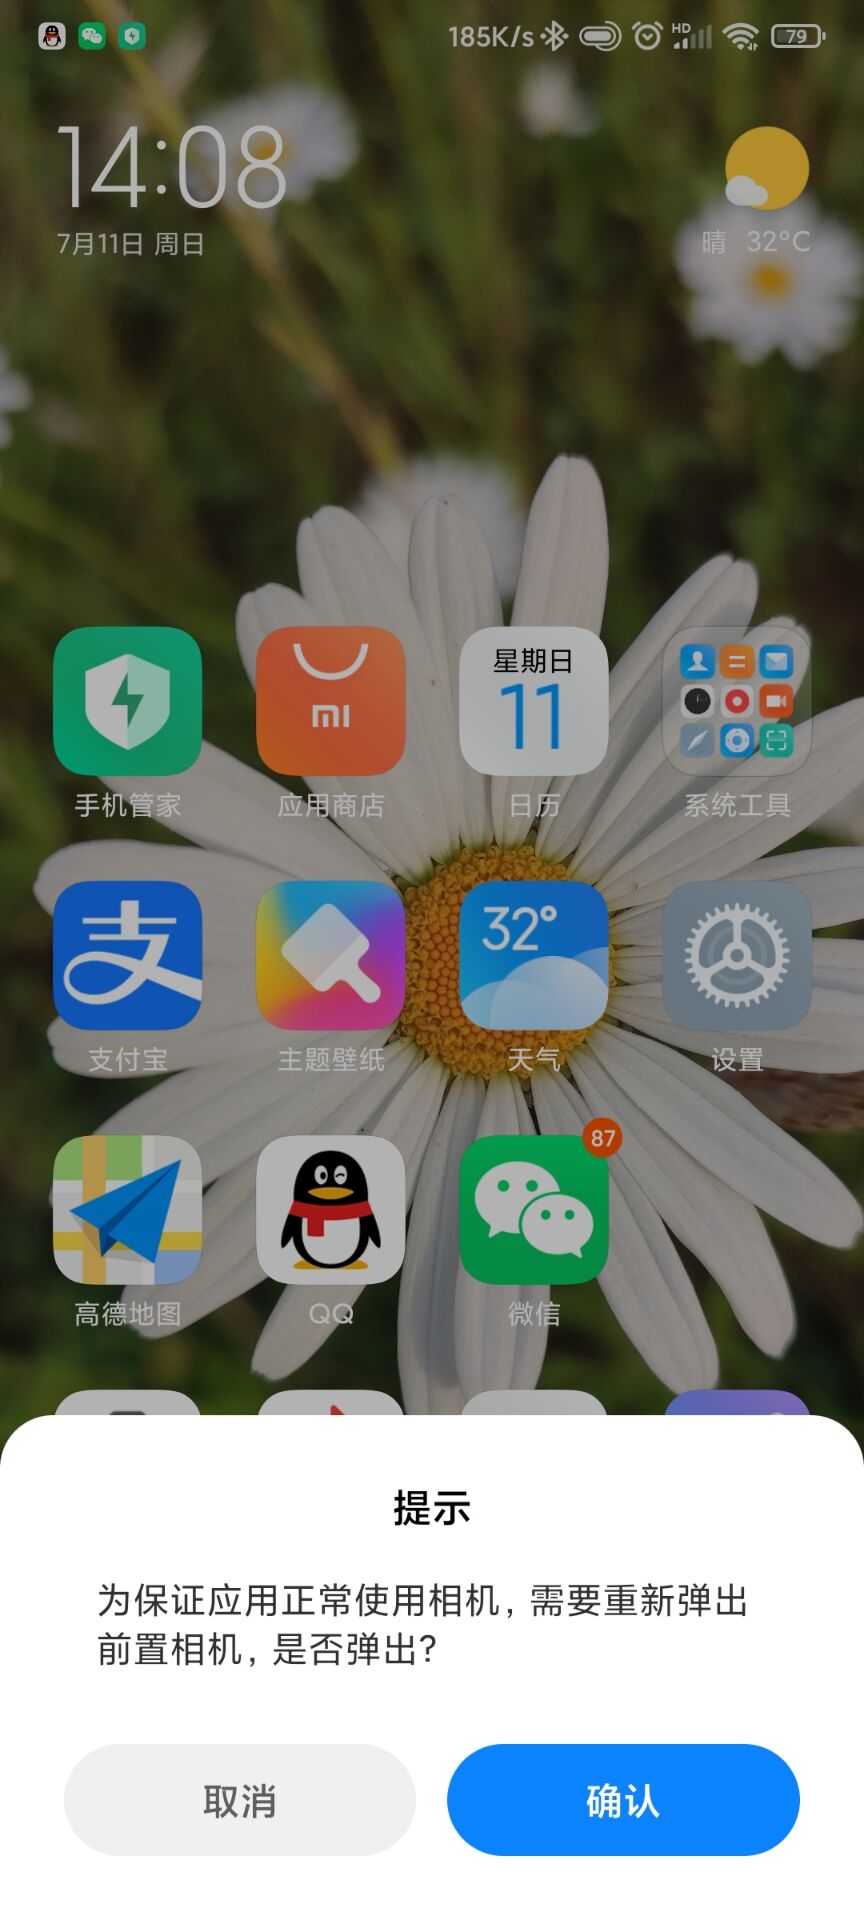 185K/s HD 79
14:08
7月11日 周日
晴 32°C
星期日
mi 11
手机管家 应用商店 日历 系统工具
支 32°
支付宝 主题壁纸 天气 设置
87
高德地图 QQ 微信
提示
为保证应用正常使用相机，需要重新弹出
前置相机，是否弹出？
取消 确认